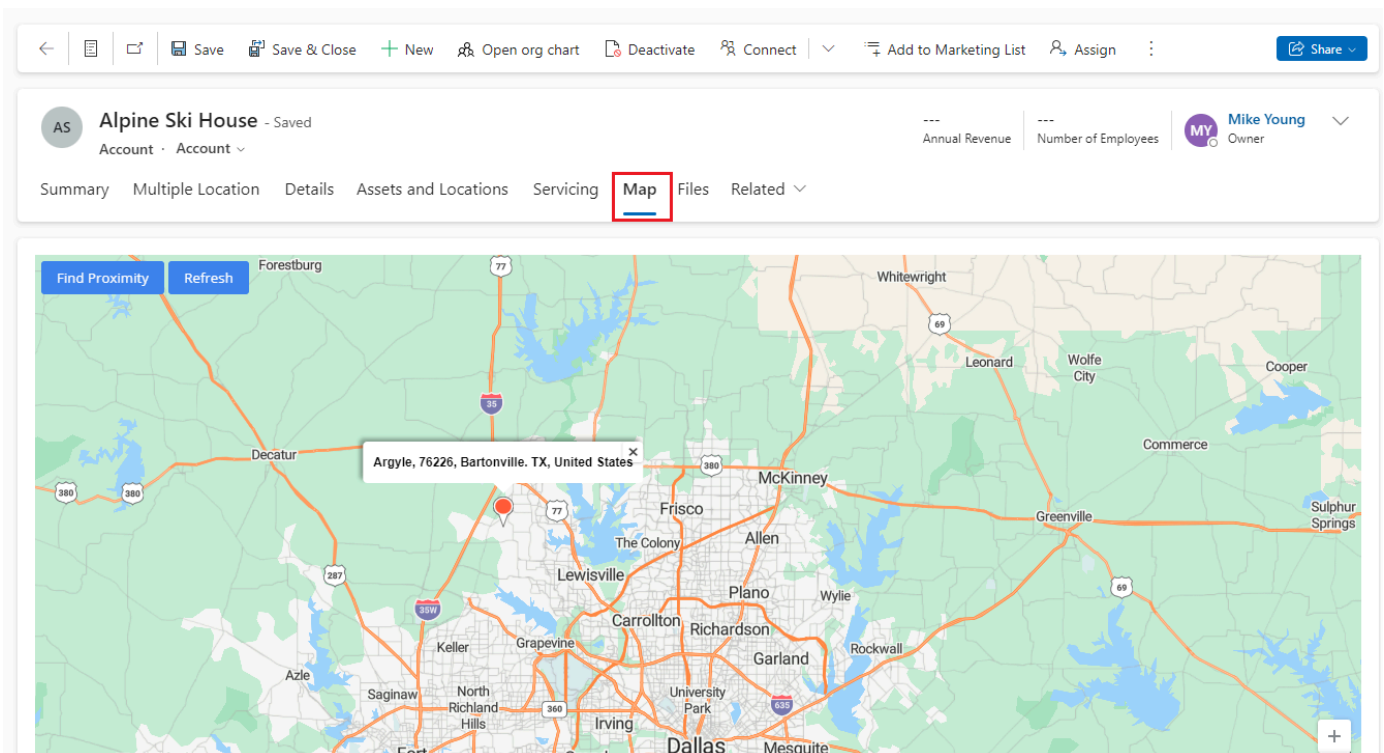 Save Save & Close New Open org chart Deactivate Connect Add to Marketing List Assign Share
AS Alpine Ski House - Saved
Account · Account
---
Annual Revenue
---
Number of Employees
MY Mike Young
Owner
Summary Multiple Location Details Assets and Locations Servicing Map Files Related
Find Proximity Refresh
Forestburg
77
Whitewright
69
Leonard
Wolfe
City
Cooper
35
Decatur
Argyle, 76226, Bartonville. TX, United States ×
Commerce
380
McKinney
380
380
77
Frisco
Greenville
Sulphur
Springs
The Colony
Allen
Lewisville
287
Plano
Wylie
69
35W
Carrollton
Richardson
Keller
Grapevine
Rockwall
Garland
Azle
Saginaw
North
Richland
Hills
360
University
Park
635
Irving
Dallas
Mesquite
+